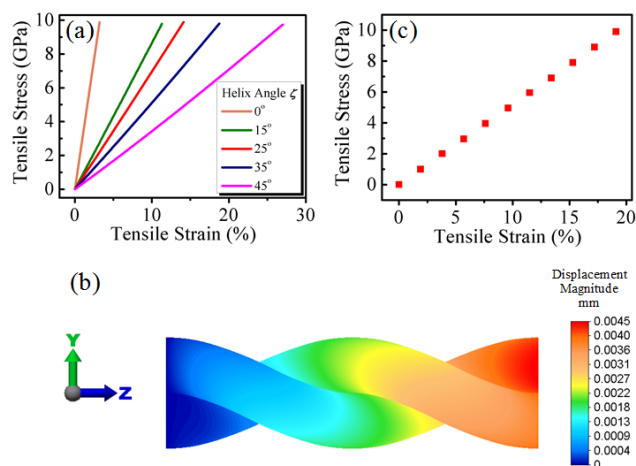 (a)
Tensile Stress (GPa)
10
8
6
4
2
0
0
10
20
30
Tensile Strain (%)
Helix Angle ζ
0°
15°
25°
35°
45°
(c)
Tensile Stress (GPa)
10
8
6
4
2
0
0
5
10
15
20
Tensile Strain (%)
(b)
Y
Z
Displacement
Magnitude
mm
0.0045
0.0040
0.0036
0.0031
0.0027
0.0022
0.0018
0.0014
0.0009
0.0004
0